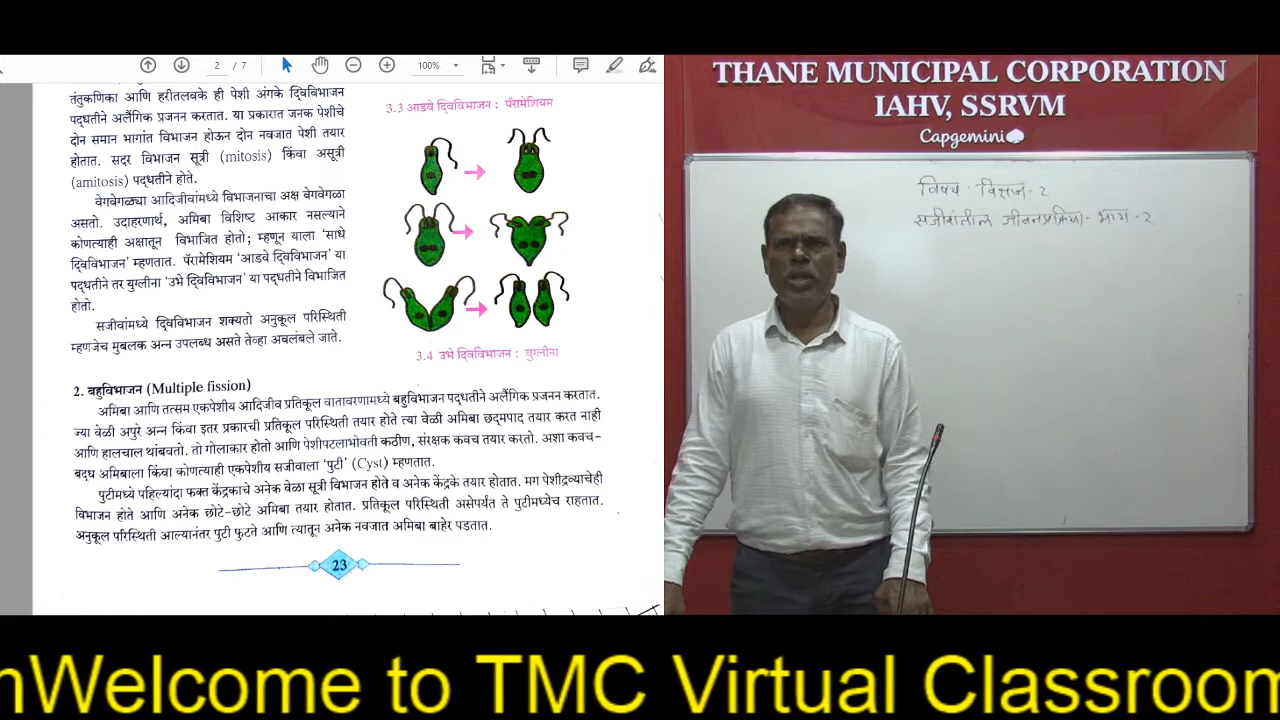 2 / 7
100%
तंतुकणिका आणि हरीतलवके ही पेशी अंगके द्विविभाजन
पद्धतीने अलैंगिक प्रजनन करतात. या प्रकारात जनक पेशीचे
दोन समान भागांत विभाजन होऊन दोन नवजात पेशी तयार
होतात. सदर विभाजन सूत्री (mitosis) किंवा असूत्री
(amitosis) पद्धतीने होते.
वेगवेगळ्या आदिजीवांमध्ये विभाजनाचा अक्ष वेगवेगळा
असतो. उदाहरणार्थ, अमिबा विशिष्ट आकार नसल्याने
कोणत्याही अक्षातून विभाजित होतो; म्हणून याला 'साधे
द्विविभाजन' म्हणतात. पॅरामेशियम 'आडवे द्विविभाजन' या
पद्धतीने तर युग्लीना 'उभे द्विविभाजन' या पद्धतीने विभाजित
होतो.
सजीवांमध्ये द्विविभाजन शक्यतो अनुकूल परिस्थिती
म्हणजेच मुबलक अन्न उपलब्ध असते तेव्हा अवलंबले जाते.
3.3 आडवे द्विविभाजन : पॅरामेशियम
3.4 उभे द्विविभाजन : युग्लीना
2. बहुविभाजन (Multiple fission)
अमिबा आणि तत्सम एकपेशीय आदिजीव प्रतिकूल वातावरणामध्ये बहुविभाजन पद्धतीने अलैंगिक प्रजनन करतात.
ज्या वेळी अपुरे अन्न किंवा इतर प्रकारची प्रतिकूल परिस्थिती तयार होते त्या वेळी अमिबा छद्मपाद तयार करत नाही
आणि हालचाल थांबवतो. तो गोलाकार होतो आणि पेशीपटलाभोवती कठीण, संरक्षक कवच तयार करतो. अशा कवच-
बद्ध अमिबाला किंवा कोणत्याही एकपेशीय सजीवाला 'पुटी' (Cyst) म्हणतात.
पुटीमध्ये पहिल्यांदा फक्त केंद्रकाचे अनेक वेळा सूत्री विभाजन होते व अनेक केंद्रके तयार होतात. मग पेशीद्रव्याचेही
विभाजन होते आणि अनेक छोटे-छोटे अमिबा तयार होतात. प्रतिकूल परिस्थिती असेपर्यंत ते पुटीमध्येच राहतात.
अनुकूल परिस्थिती आल्यानंतर पुटी फुटते आणि त्यातून अनेक नवजात अमिबा बाहेर पडतात.
23
THANE MUNICIPAL CORPORATION
IAHV, SSRVM
Capgemini
विषय - विज्ञान - 2
सजीवांतील जीवनप्रक्रिया - भाग - 2
nWelcome to TMC Virtual Classroom